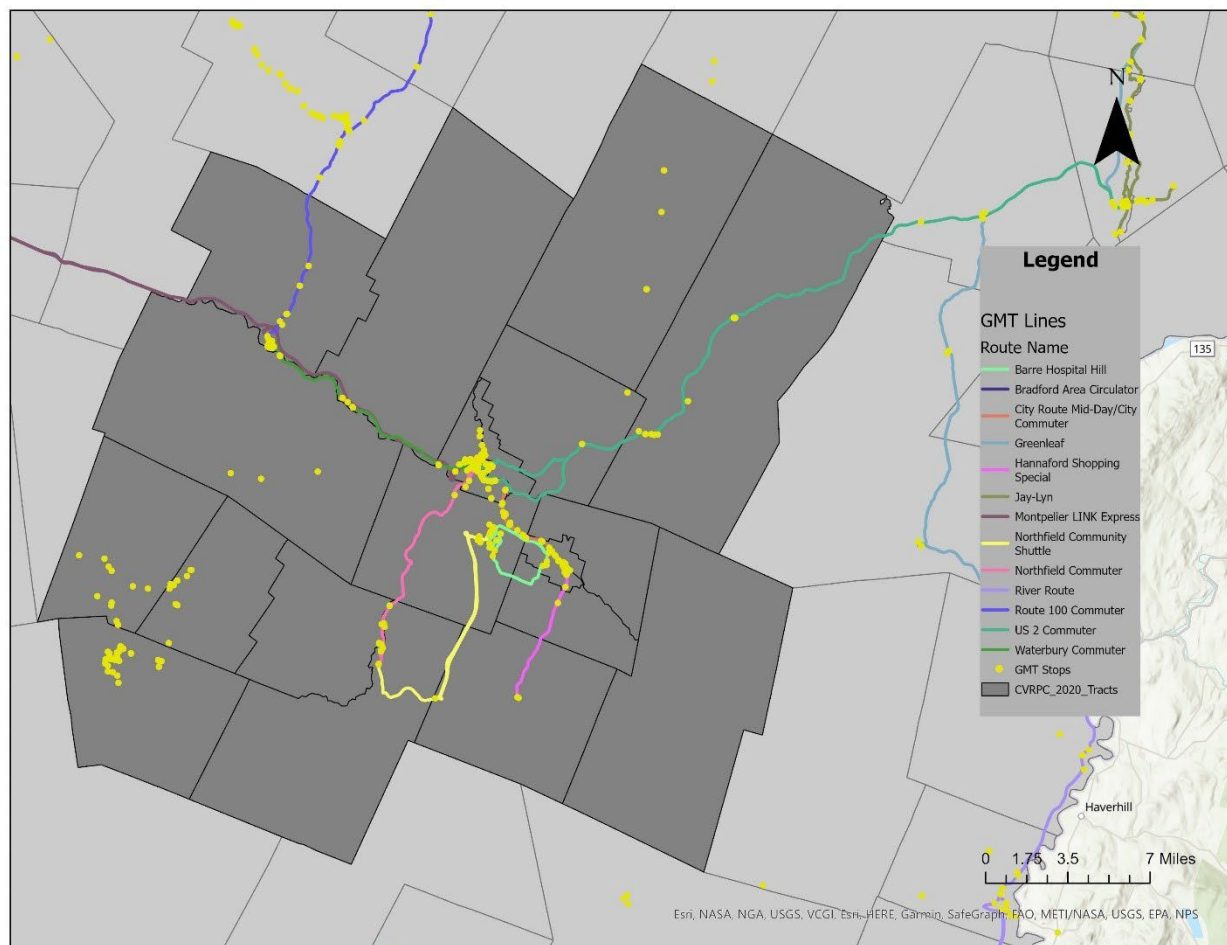 N
Legend
GMT Lines
Route Name
Barre Hospital Hill
Bradford Area Circulator
City Route Mid-Day/City
Commuter
Greenleaf
Hannaford Shopping
Special
Jay-Lyn
Montpelier LINK Express
Northfield Community
Shuttle
Northfield Commuter
River Route
Route 100 Commuter
US 2 Commuter
Waterbury Commuter
GMT Stops
CVRPC_2020_Tracts
135
Haverhill
0 1.75 3.5 7 Miles
Esri, NASA, NGA, USGS, VCGI, Esri, HERE, Garmin, SafeGraph, FAO, METI/NASA, USGS, EPA, NPS